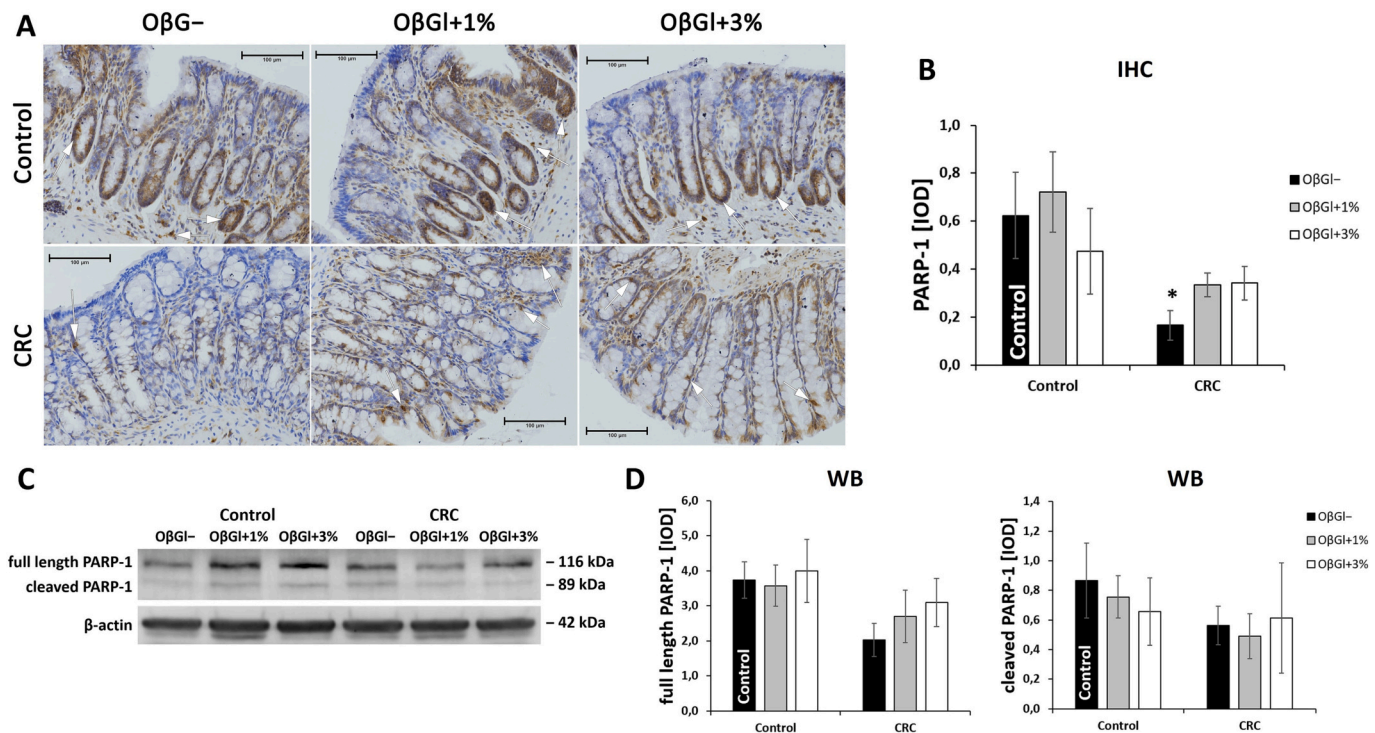 A
OβG−
OβGl+1%
OβGl+3%
Control
100 µm
100 µm
100 µm
CRC
100 µm
100 µm
100 µm
B
IHC
PARP-1 [IOD]
1,0
0,8
0,6
0,4
0,2
0,0
Control
*
Control
CRC
OβGl−
OβGl+1%
OβGl+3%
C
Control
CRC
OβGl− OβGl+1% OβGl+3% OβGl− OβGl+1% OβGl+3%
full length PARP-1
– 116 kDa
cleaved PARP-1
– 89 kDa
β-actin
– 42 kDa
D
WB
full length PARP-1 [IOD]
6,0
5,0
4,0
3,0
2,0
1,0
0,0
Control
Control
CRC
WB
cleaved PARP-1 [IOD]
1,4
1,2
1,0
0,8
0,6
0,4
0,2
0,0
Control
Control
CRC
OβGl−
OβGl+1%
OβGl+3%